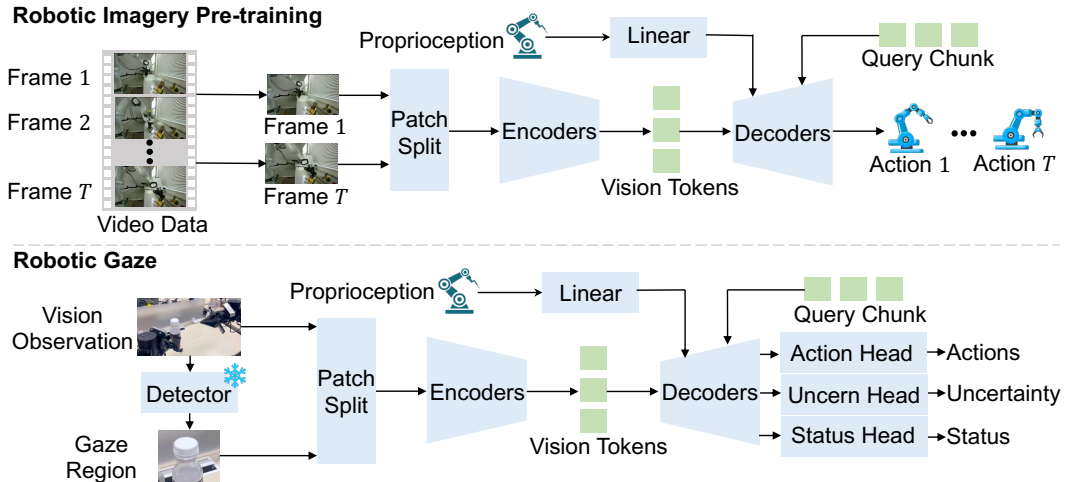 Robotic Imagery Pre-training
Proprioception
Linear
Query Chunk
Frame 1
Frame 2
Frame T
Video Data
Frame 1
Frame T
Patch
Split
Encoders
Vision Tokens
Decoders
Action 1
Action T
Robotic Gaze
Proprioception
Linear
Query Chunk
Vision
Observation
Detector
Gaze
Region
Patch
Split
Encoders
Vision Tokens
Decoders
Action Head
Actions
Uncern Head
Uncertainty
Status Head
Status